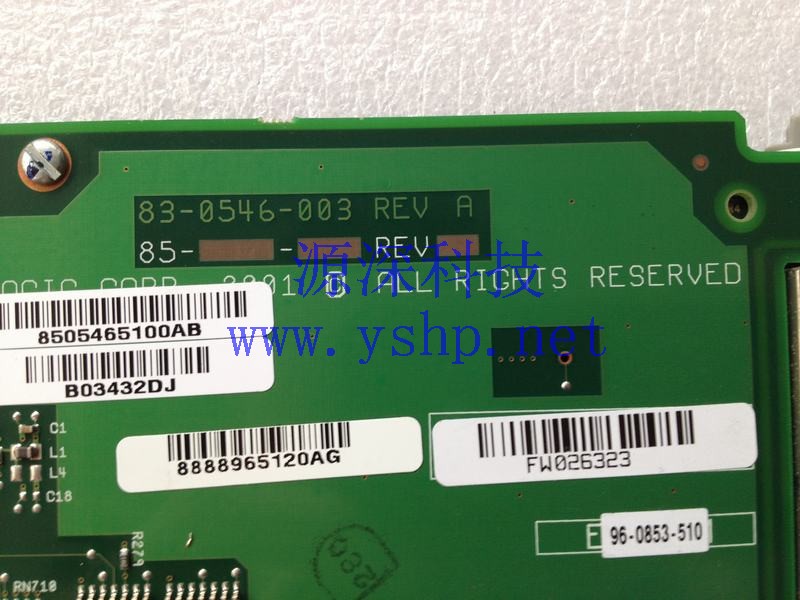 83-0546-003 REV A
85- - REV
OGIC CORP. 2001 © ALL RIGHTS RESERVED
源深科技
www.yshp.net
8505465100AB
B03432DJ
8888965120AG
FW026323
96-0853-510
C1
L1
L4
C18
R279
RN710